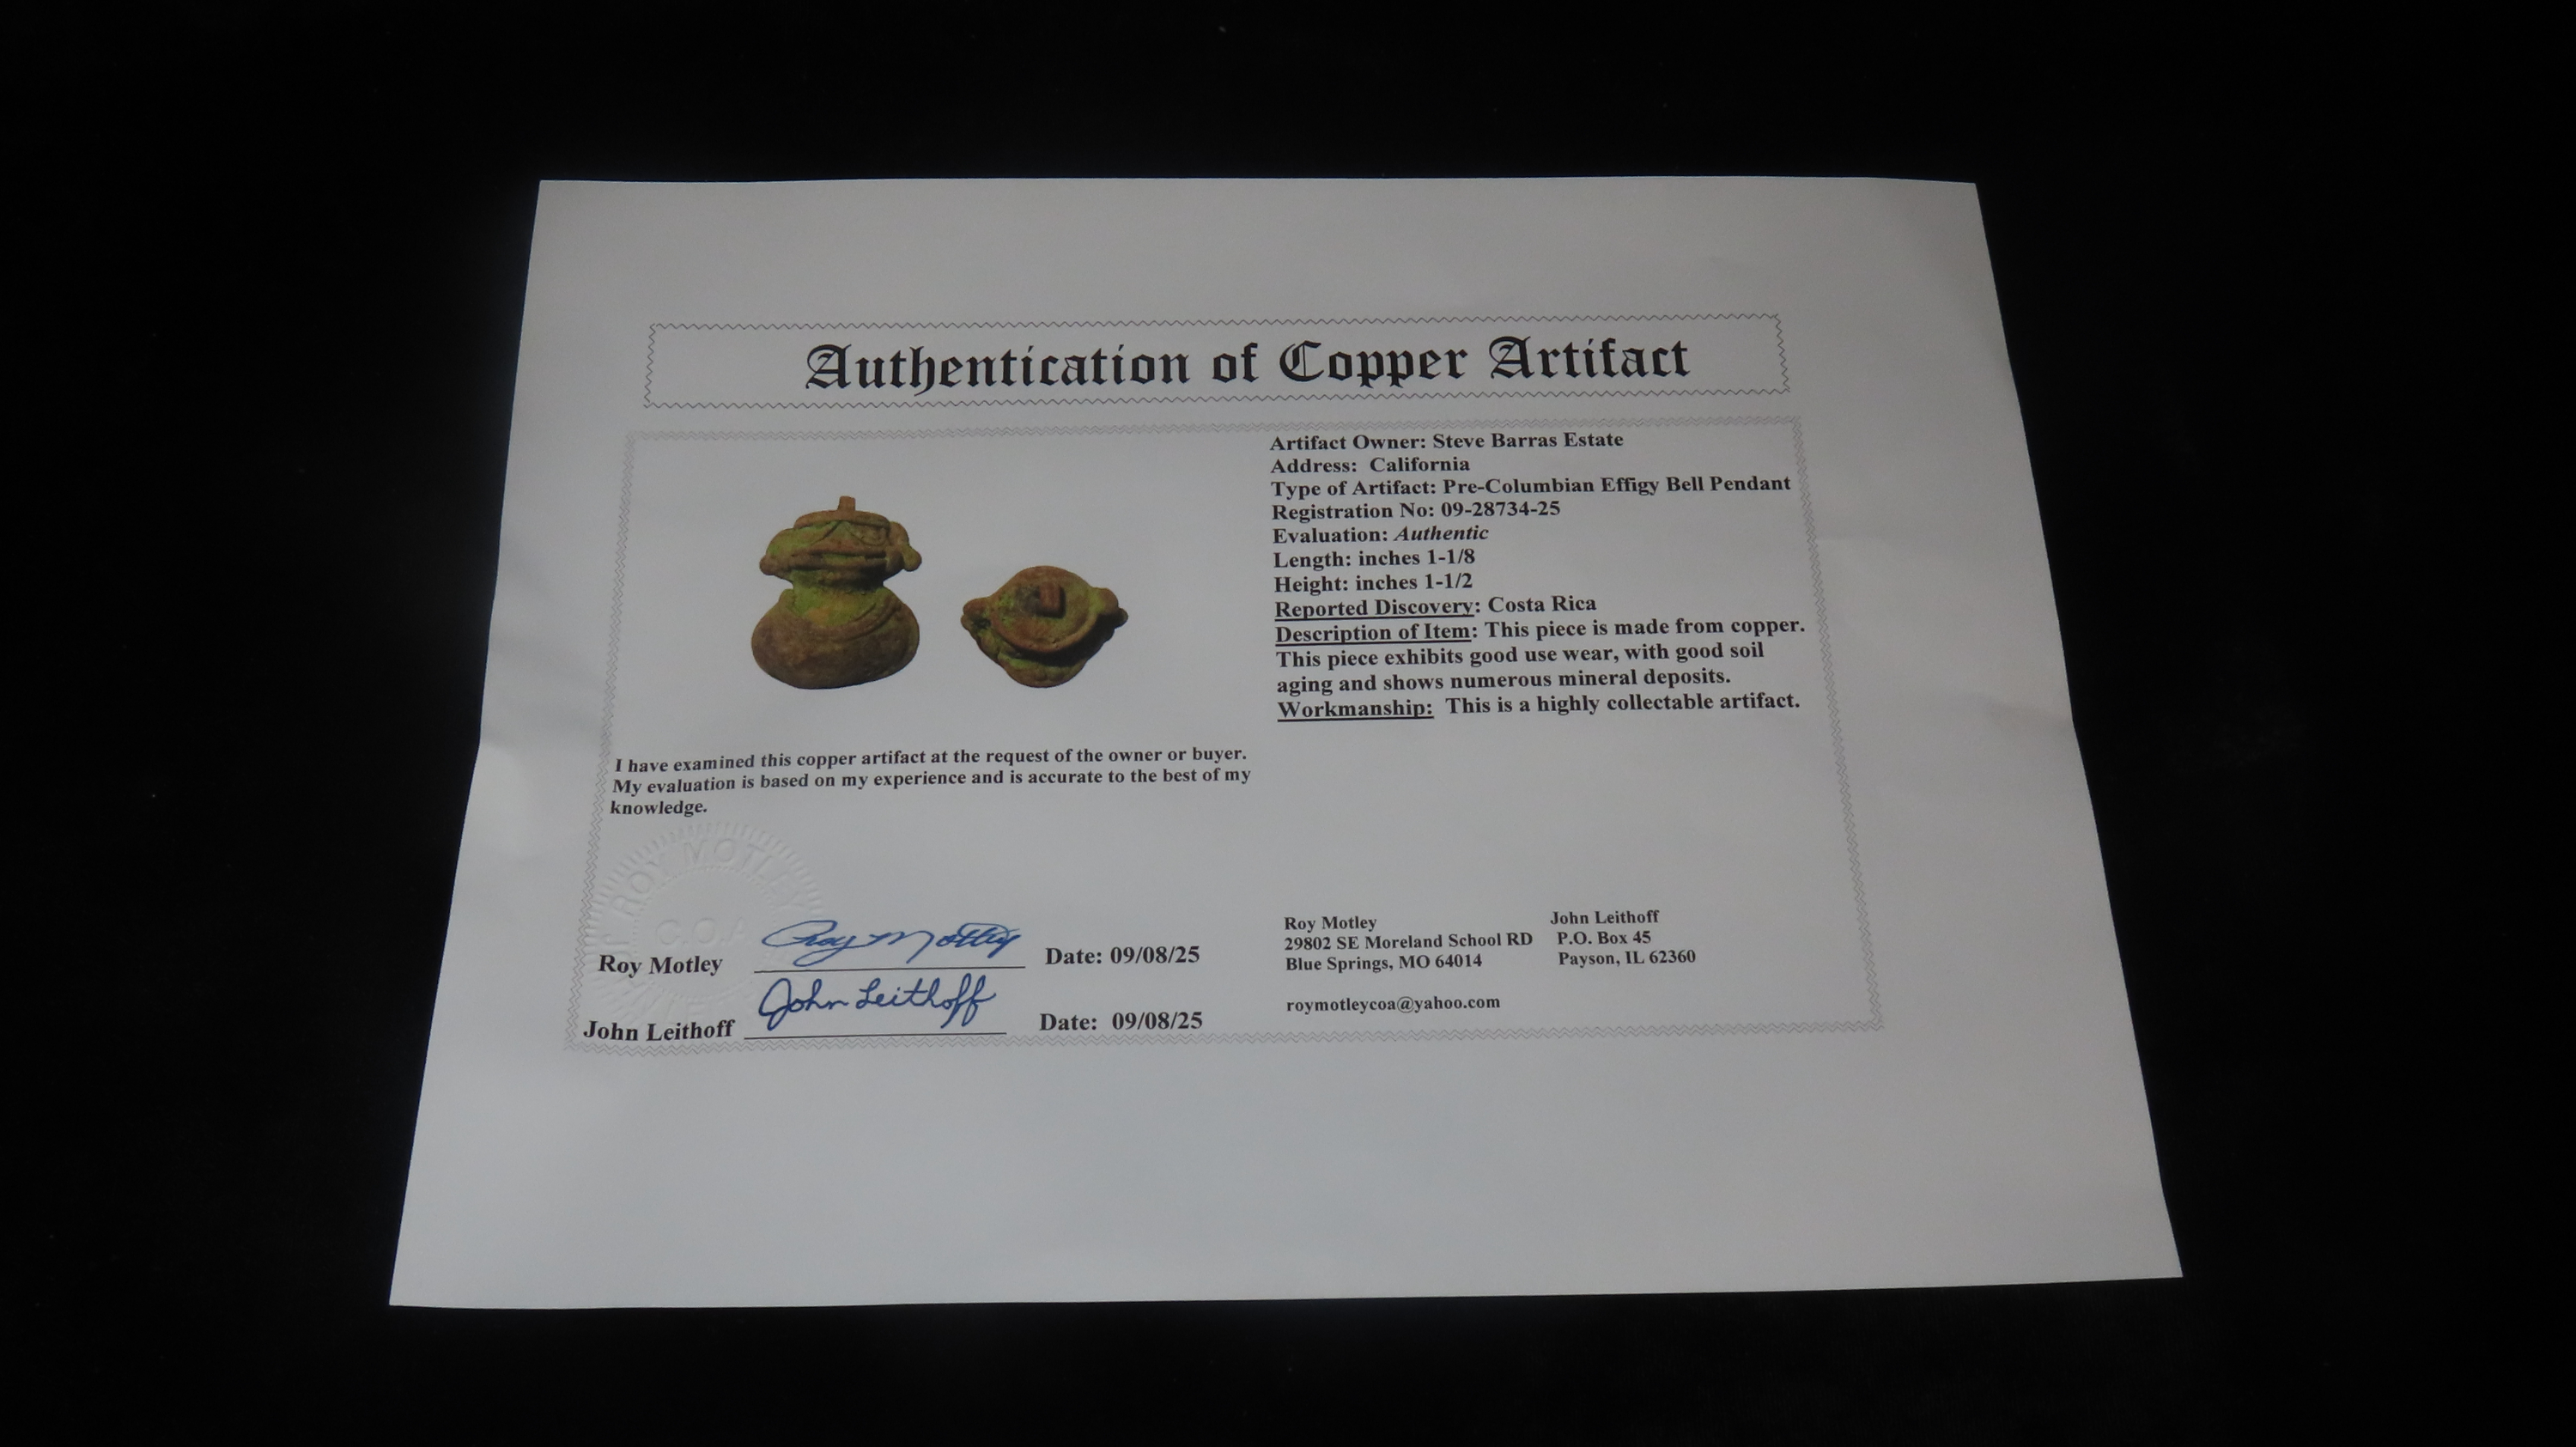 Authentication of Copper Artifact
Artifact Owner: Steve Barras Estate
Address: California
Type of Artifact: Pre-Columbian Effigy Bell Pendant
Registration No: 09-28734-25
Evaluation: Authentic
Length: inches 1-1/8
Height: inches 1-1/2
Reported Discovery: Costa Rica
Description of Item: This piece is made from copper.
This piece exhibits good use wear, with good soil
aging and shows numerous mineral deposits.
Workmanship: This is a highly collectable artifact.
I have examined this copper artifact at the request of the owner or buyer.
My evaluation is based on my experience and is accurate to the best of my
knowledge.
ROY MOTLEY
C.O.A
Roy Motley Roy Motley Date: 09/08/25
John Leithoff John Leithoff Date: 09/08/25
Roy Motley
29802 SE Moreland School RD
Blue Springs, MO 64014
roymotleycoa@yahoo.com
John Leithoff
P.O. Box 45
Payson, IL 62360